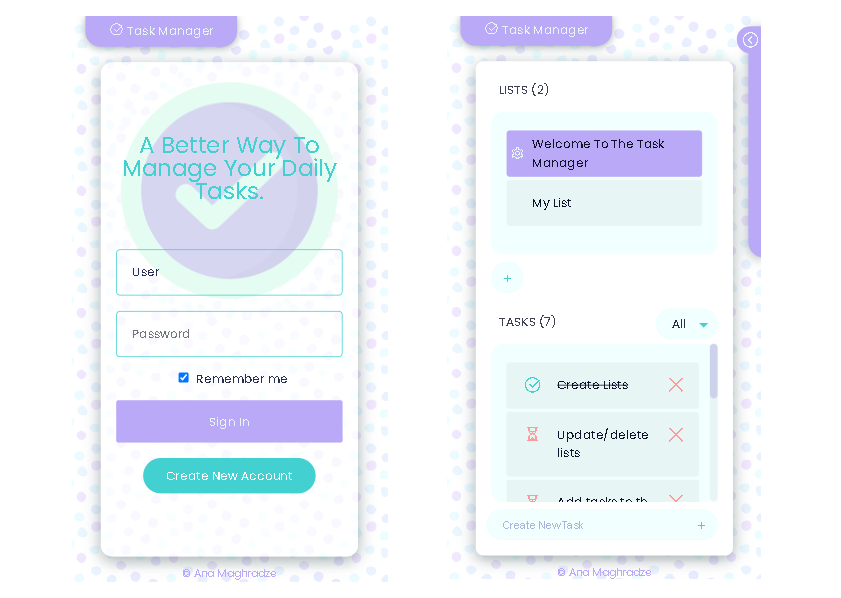 Task Manager
A Better Way To
Manage Your Daily
Tasks.
User
Password
Remember me
Sign In
Create New Account
© Ana Maghradze
Task Manager
LISTS (2)
Welcome To The Task
Manager
My List
+
TASKS (7)
All
Create Lists
Update/delete
lists
Add tasks to th
Create New Task
+
© Ana Maghradze